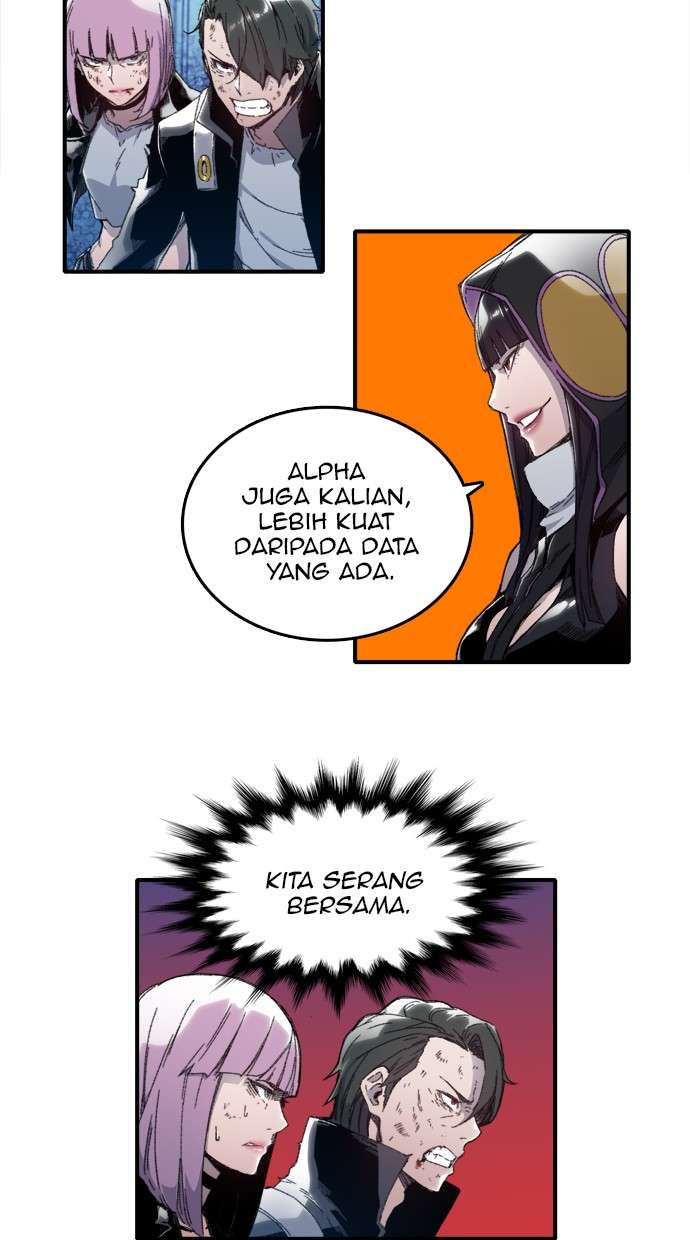 ALPHA
JUGA KALIAN,
LEBIH KUAT
DARIPADA DATA
YANG ADA.
KITA SERANG
BERSAMA.